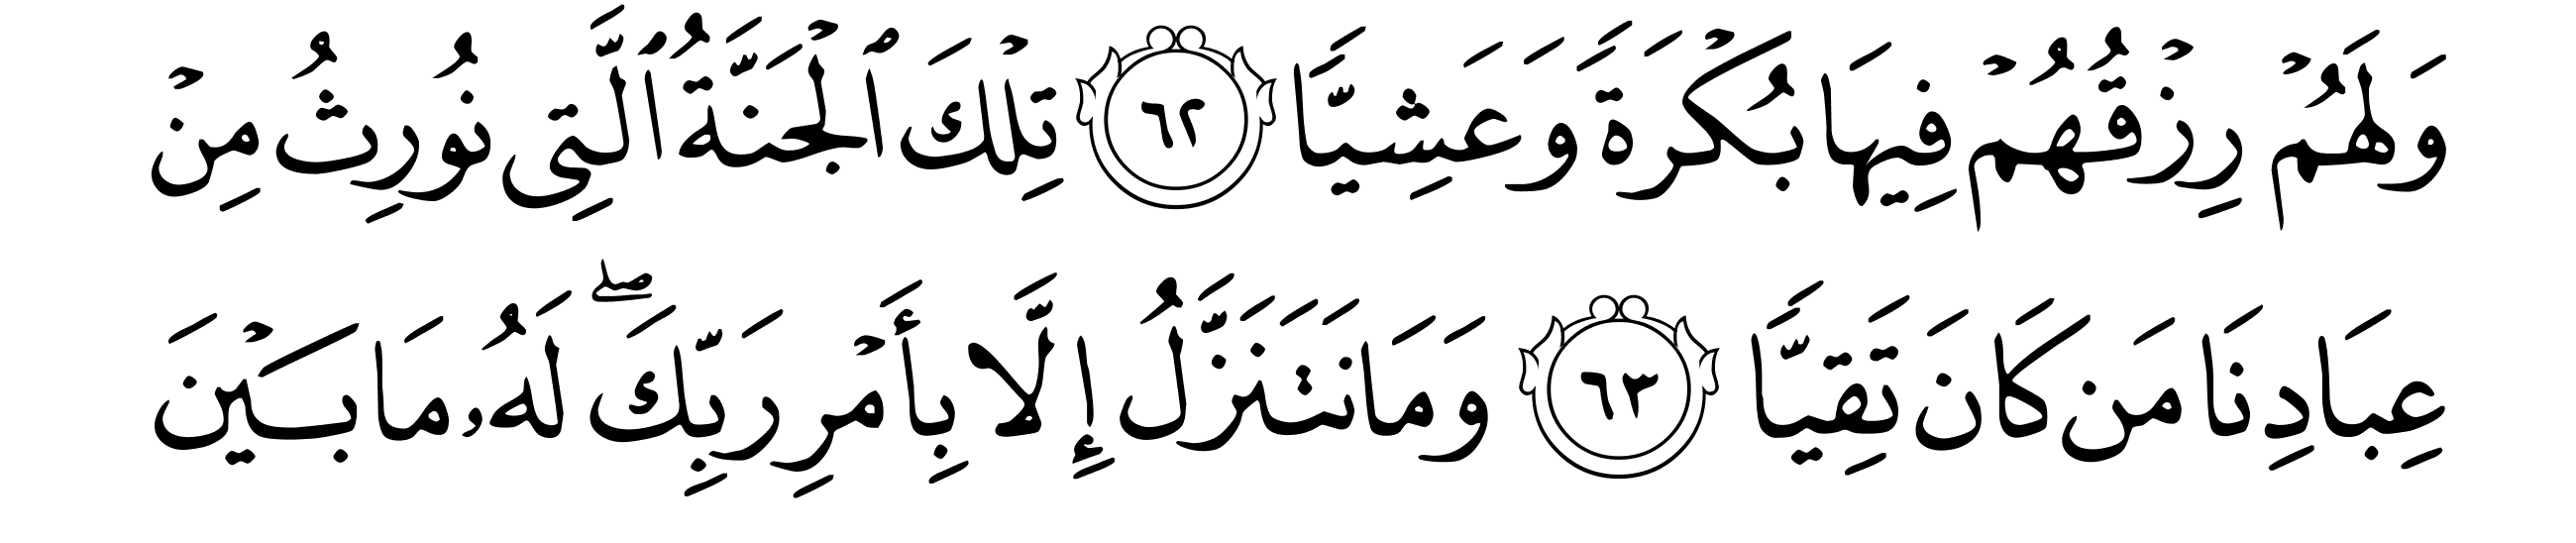 وَلَهُمْ رِزْقُهُمْ فِيهَا بُكْرَةً وَعَشِيًّا ٦٢ تِلْكَ ٱلْجَنَّةُ ٱلَّتِى نُورِثُ مِنْ
عِبَادِنَا مَن كَانَ تَقِيًّا ٦٣ وَمَا نَتَنَزَّلُ إِلَّا بِأَمْرِ رَبِّكَ ۖ لَهُۥ مَا بَيْنَ